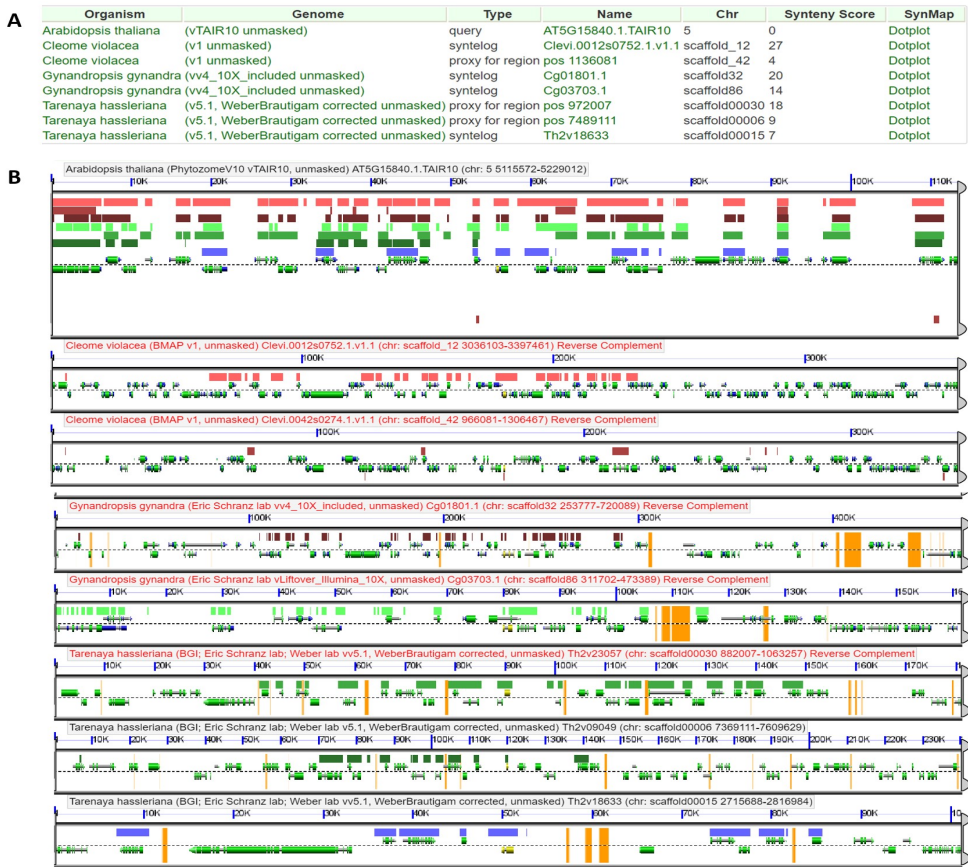 A
Organism Genome Type Name Chr Synteny Score SynMap
Arabidopsis thaliana (vTAIR10 unmasked) query AT5G15840.1.TAIR10 5 0 Dotplot
Cleome violacea (v1 unmasked) syntelog Clevi.0012s0752.1.v1.1 scaffold_12 27 Dotplot
Cleome violacea (v1 unmasked) proxy for region pos 1136081 scaffold_42 4 Dotplot
Gynandropsis gynandra (vv4_10X_included unmasked) syntelog Cg01801.1 scaffold32 20 Dotplot
Gynandropsis gynandra (vv4_10X_included unmasked) syntelog Cg03703.1 scaffold86 14 Dotplot
Tarenaya hassleriana (v5.1, WeberBrautigam corrected unmasked) proxy for region pos 972007 scaffold00030 18 Dotplot
Tarenaya hassleriana (v5.1, WeberBrautigam corrected unmasked) proxy for region pos 7489111 scaffold00006 9 Dotplot
Tarenaya hassleriana (v5.1, WeberBrautigam corrected unmasked) syntelog Th2v18633 scaffold00015 7 Dotplot
B
Arabidopsis thaliana (PhytozomeV10 vTAIR10, unmasked) AT5G15840.1.TAIR10 (chr: 5 5115572-5229012)
10K 20K 30K 40K 50K 60K 70K 80K 90K 100K 110K
Cleome violacea (BMAP v1, unmasked) Clevi.0012s0752.1.v1.1 (chr: scaffold_12 3036103-3397461) Reverse Complement
100K 200K 300K
Cleome violacea (BMAP v1, unmasked) Clevi.0042s0274.1.v1.1 (chr: scaffold_42 966081-1306467) Reverse Complement
100K 200K 300K
Gynandropsis gynandra (Eric Schranz lab vv4_10X_included, unmasked) Cg01801.1 (chr: scaffold32 253777-720089) Reverse Complement
100K 200K 300K 400K
Gynandropsis gynandra (Eric Schranz lab vLiftover_Illumina_10X, unmasked) Cg03703.1 (chr: scaffold86 311702-473389) Reverse Complement
10K 20K 30K 40K 50K 60K 70K 80K 90K 100K 110K 120K 130K 140K 150K 16
Tarenaya hassleriana (BGI; Eric Schranz lab; Weber lab vv5.1, WeberBrautigam corrected, unmasked) Th2v23057 (chr: scaffold00030 882007-1063257) Reverse Complement
10K 20K 30K 40K 50K 60K 70K 80K 90K 100K 110K 120K 130K 140K 150K 160K 170K
Tarenaya hassleriana (BGI; Eric Schranz lab; Weber lab v5.1, WeberBrautigam corrected, unmasked) Th2v09049 (chr: scaffold00006 7369111-7609629)
10K 20K 30K 40K 50K 60K 70K 80K 90K 100K 110K 120K 130K 140K 150K 160K 170K 180K 190K 200K 210K 220K 230K
Tarenaya hassleriana (BGI; Eric Schranz lab; Weber lab vv5.1, WeberBrautigam corrected, unmasked) Th2v18633 (chr: scaffold00015 2715688-2816984)
10K 20K 30K 40K 50K 60K 70K 80K 90K 10